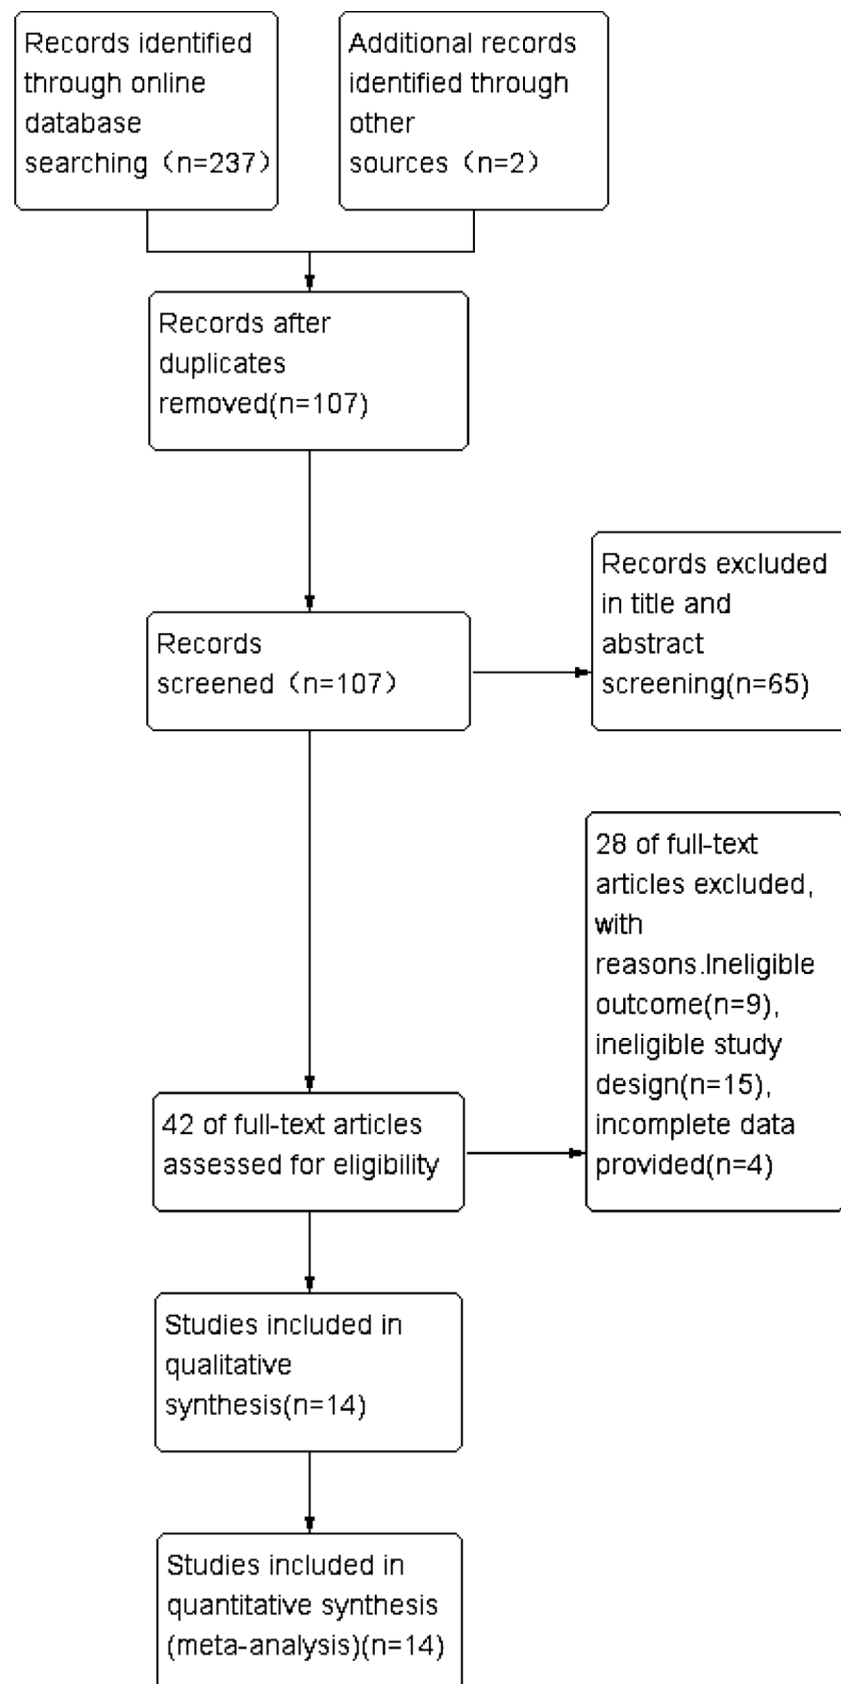 Records identified
through online
database
searching（n=237）
Additional records
identified through
other
sources（n=2）
Records after
duplicates
removed(n=107)
Records
screened（n=107）
Records excluded
in title and
abstract
screening(n=65)
42 of full-text articles
assessed for eligibility
28 of full-text
articles excluded,
with
reasons.Ineligible
outcome(n=9),
ineligible study
design(n=15),
incomplete data
provided(n=4)
Studies included in
qualitative
synthesis(n=14)
Studies included in
quantitative synthesis
(meta-analysis)(n=14)